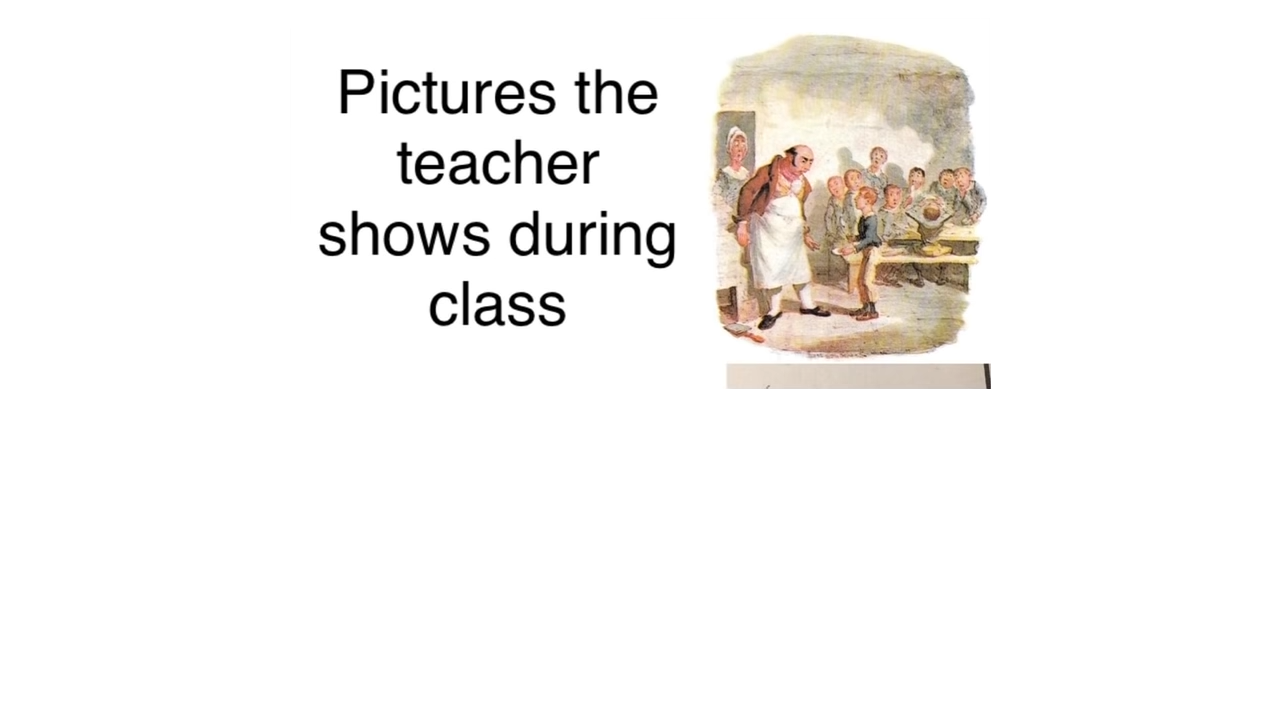 Pictures the
teacher
shows during
class